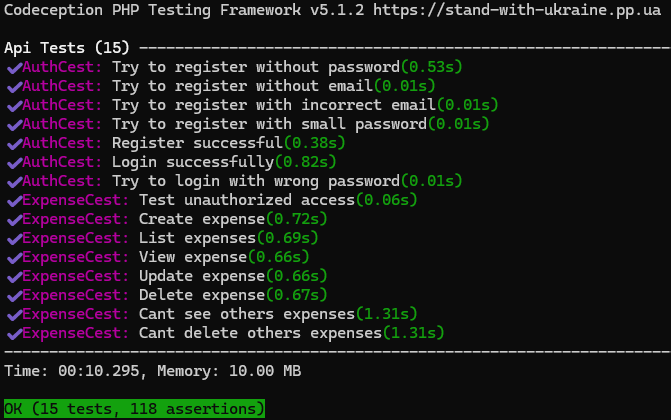 Codeception PHP Testing Framework v5.1.2 https://stand-with-ukraine.pp.ua
Api Tests (15) -----------------------------------------------------------
✔AuthCest: Try to register without password(0.53s)
✔AuthCest: Try to register without email(0.01s)
✔AuthCest: Try to register with incorrect email(0.01s)
✔AuthCest: Try to register with small password(0.01s)
✔AuthCest: Register successful(0.38s)
✔AuthCest: Login successfully(0.82s)
✔AuthCest: Try to login with wrong password(0.01s)
✔ExpenseCest: Test unauthorized access(0.06s)
✔ExpenseCest: Create expense(0.72s)
✔ExpenseCest: List expenses(0.69s)
✔ExpenseCest: View expense(0.66s)
✔ExpenseCest: Update expense(0.66s)
✔ExpenseCest: Delete expense(0.67s)
✔ExpenseCest: Cant see others expenses(1.31s)
✔ExpenseCest: Cant delete others expenses(1.31s)
--------------------------------------------------------------------------
Time: 00:10.295, Memory: 10.00 MB
OK (15 tests, 118 assertions)